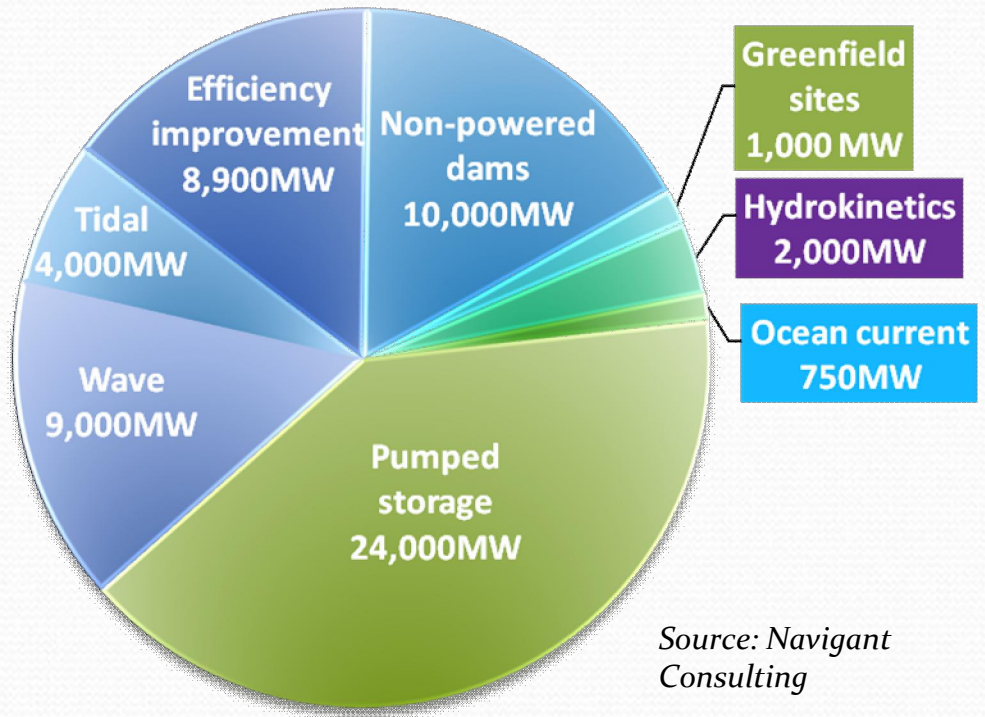 Efficiency
improvement
8,900MW
Non-powered
dams
10,000MW
Greenfield
sites
1,000 MW
Hydrokinetics
2,000MW
Ocean current
750MW
Tidal
4,000MW
Wave
9,000MW
Pumped
storage
24,000MW
Source: Navigant
Consulting